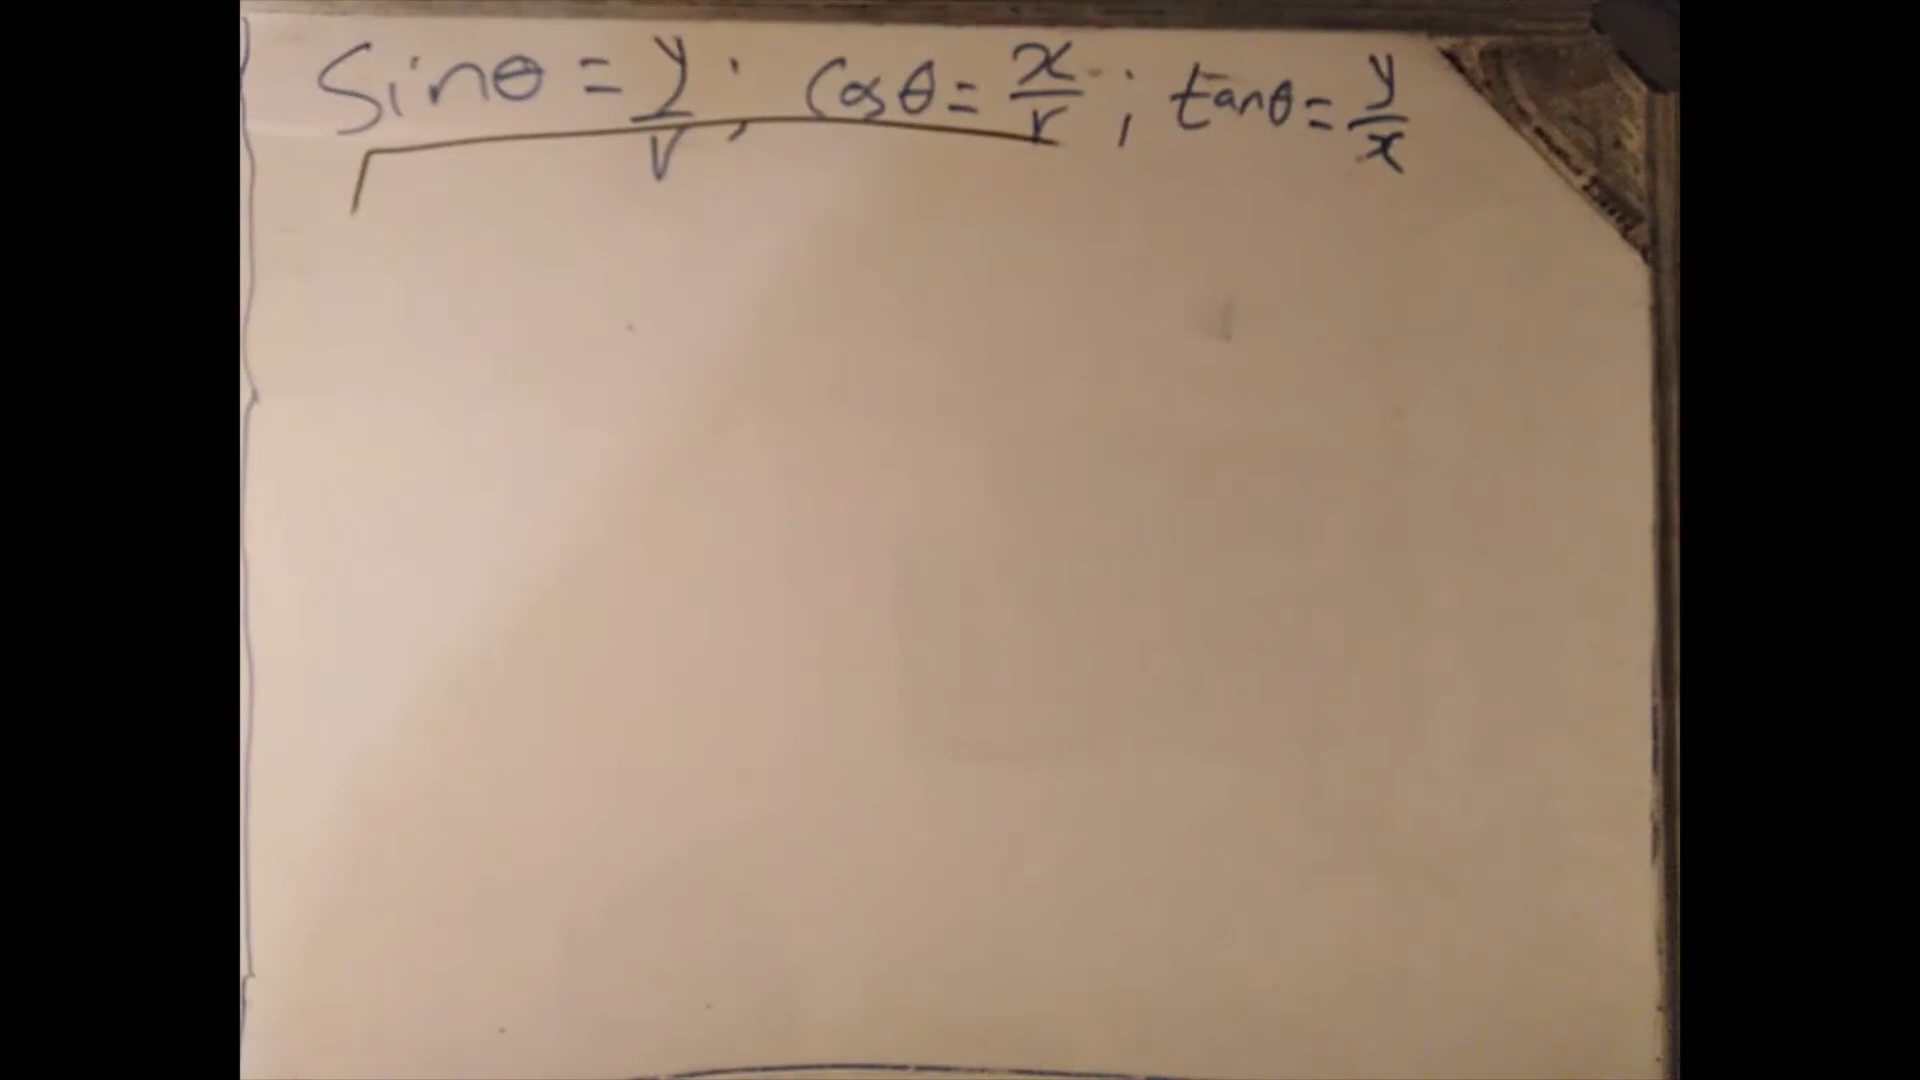 Sinθ = y/r ; Cosθ = x/r ; tanθ = y/x